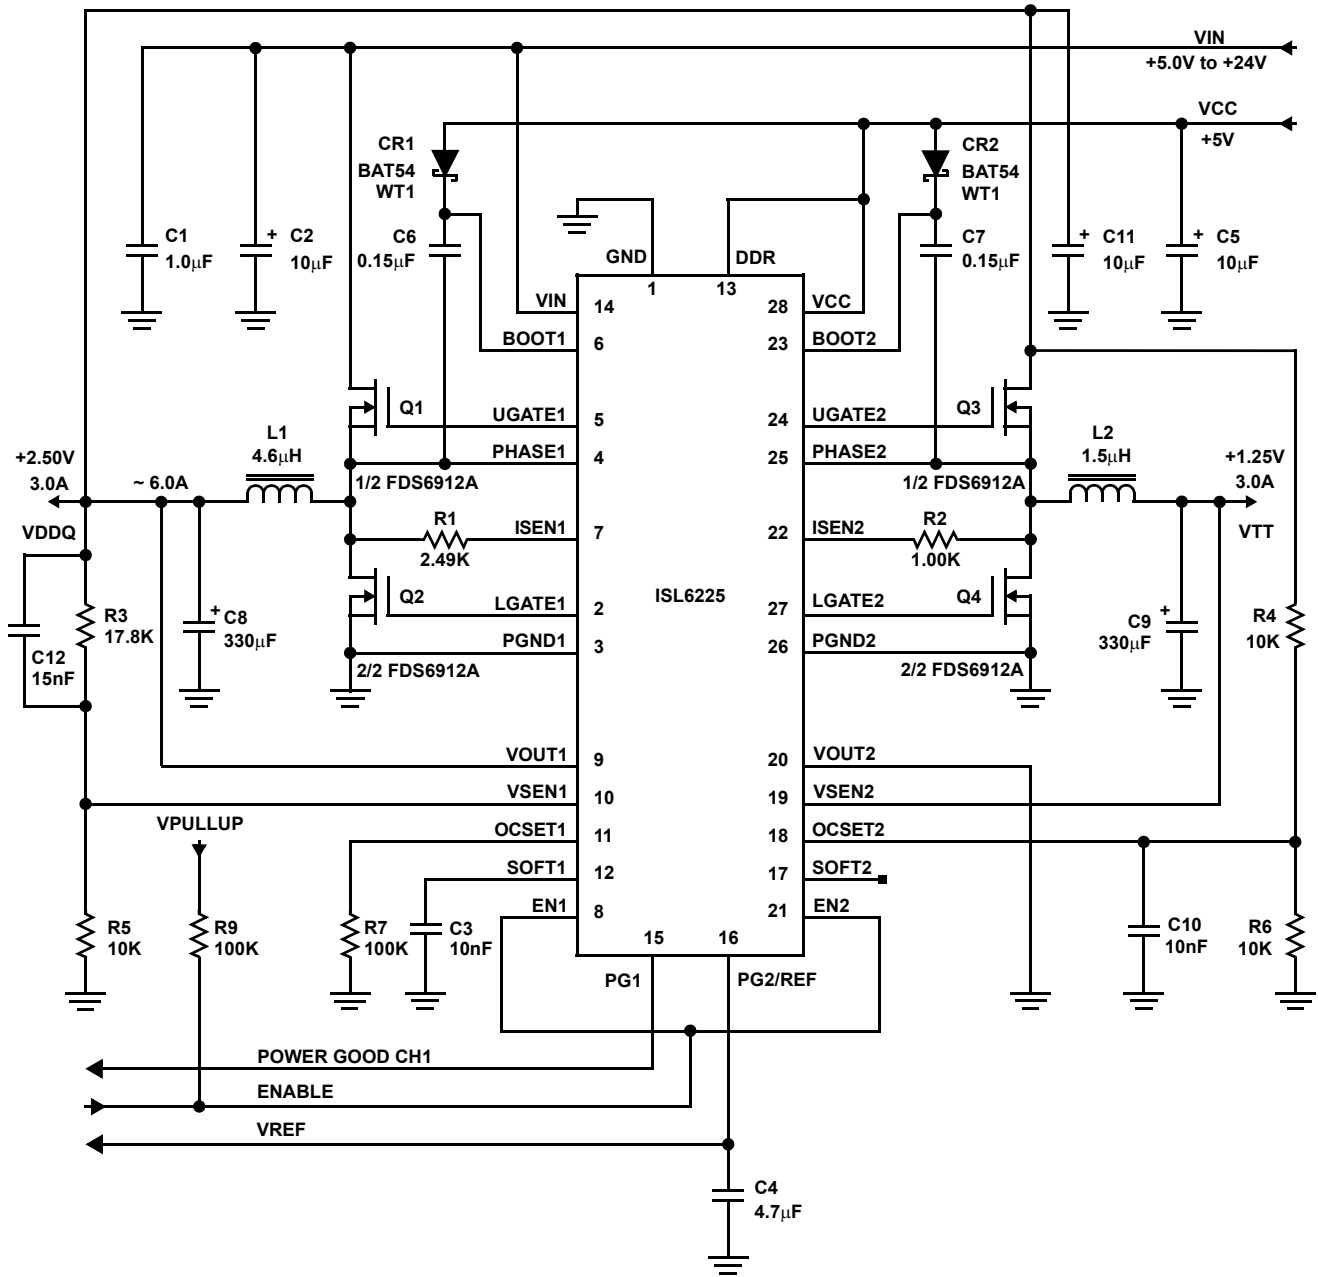 VIN
+5.0V to +24V
VCC
+5V
CR1
BAT54
WT1
CR2
BAT54
WT1
C1
1.0µF
+ C2
10µF
C6
0.15µF
GND
DDR
C7
0.15µF
+ C11
10µF
+ C5
10µF
1
13
VIN
14
28
VCC
BOOT1
6
23
BOOT2
Q1
UGATE1
5
24
UGATE2
Q3
L1
4.6µH
PHASE1
4
25
PHASE2
L2
1.5µH
+2.50V
3.0A
~ 6.0A
1/2 FDS6912A
1/2 FDS6912A
+1.25V
3.0A
VDDQ
R1
2.49K
ISEN1
7
22
ISEN2
R2
1.00K
VTT
Q2
LGATE1
2
ISL6225
27
LGATE2
Q4
R3
17.8K
+ C8
330µF
PGND1
3
26
PGND2
C9
330µF
+
R4
10K
C12
15nF
2/2 FDS6912A
2/2 FDS6912A
VOUT1
9
20
VOUT2
VSEN1
10
19
VSEN2
VPULLUP
OCSET1
11
18
OCSET2
SOFT1
12
17
SOFT2
EN1
8
21
EN2
R5
10K
R9
100K
R7
100K
C3
10nF
15
16
C10
10nF
R6
10K
PG1
PG2/REF
POWER GOOD CH1
ENABLE
VREF
C4
4.7µF